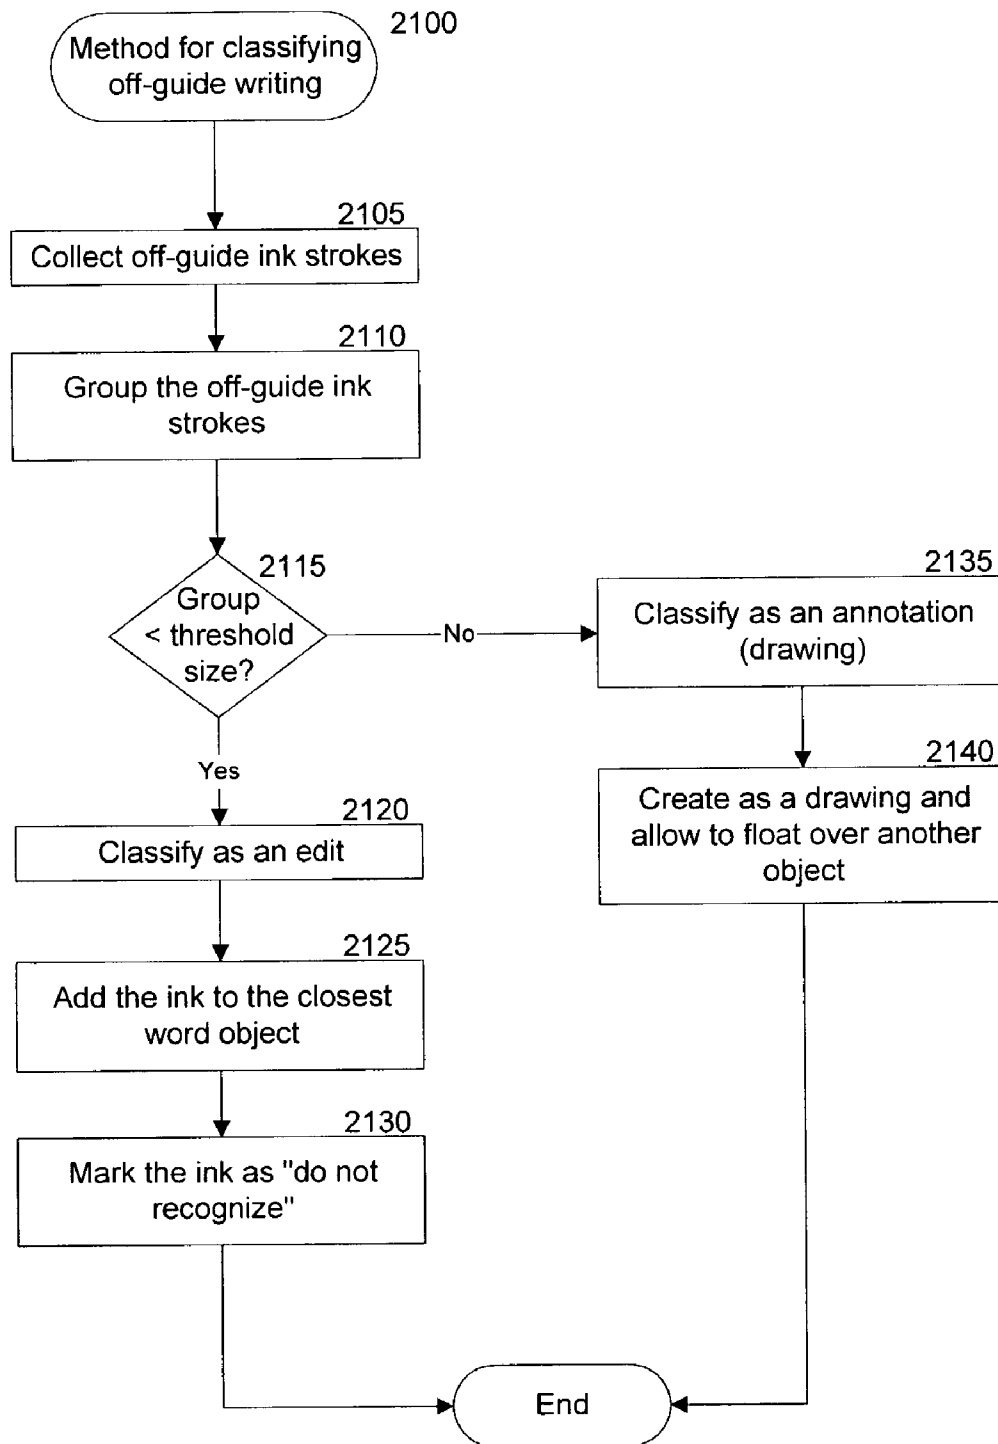 2100
Method for classifying
off-guide writing
2105
Collect off-guide ink strokes
2110
Group the off-guide ink
strokes
2115
Group
< threshold
size?
No
Yes
2135
Classify as an annotation
(drawing)
2140
Create as a drawing and
allow to float over another
object
2120
Classify as an edit
2125
Add the ink to the closest
word object
2130
Mark the ink as "do not
recognize"
End